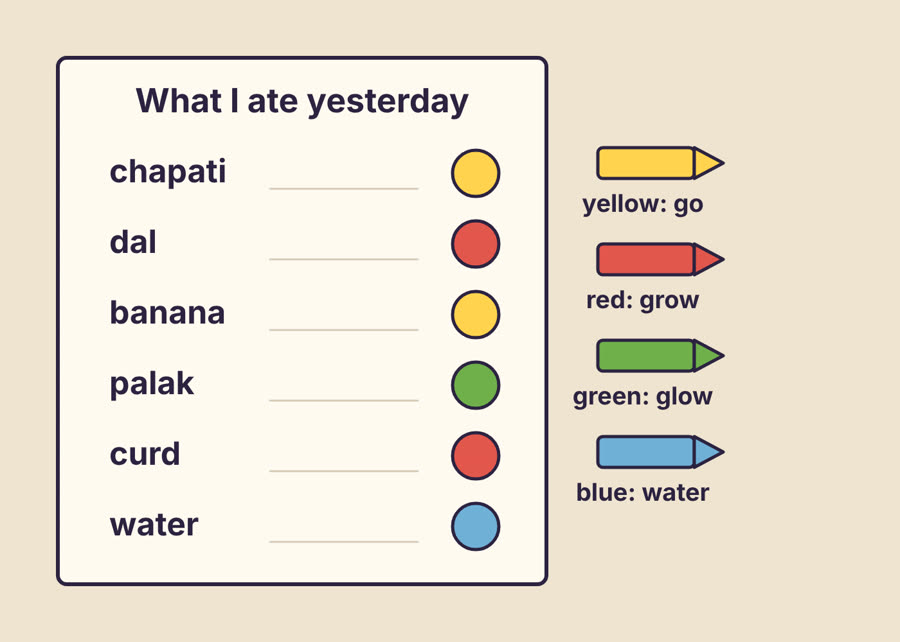 What I ate yesterday
chapati
dal
banana
palak
curd
water
yellow: go
red: grow
green: glow
blue: water